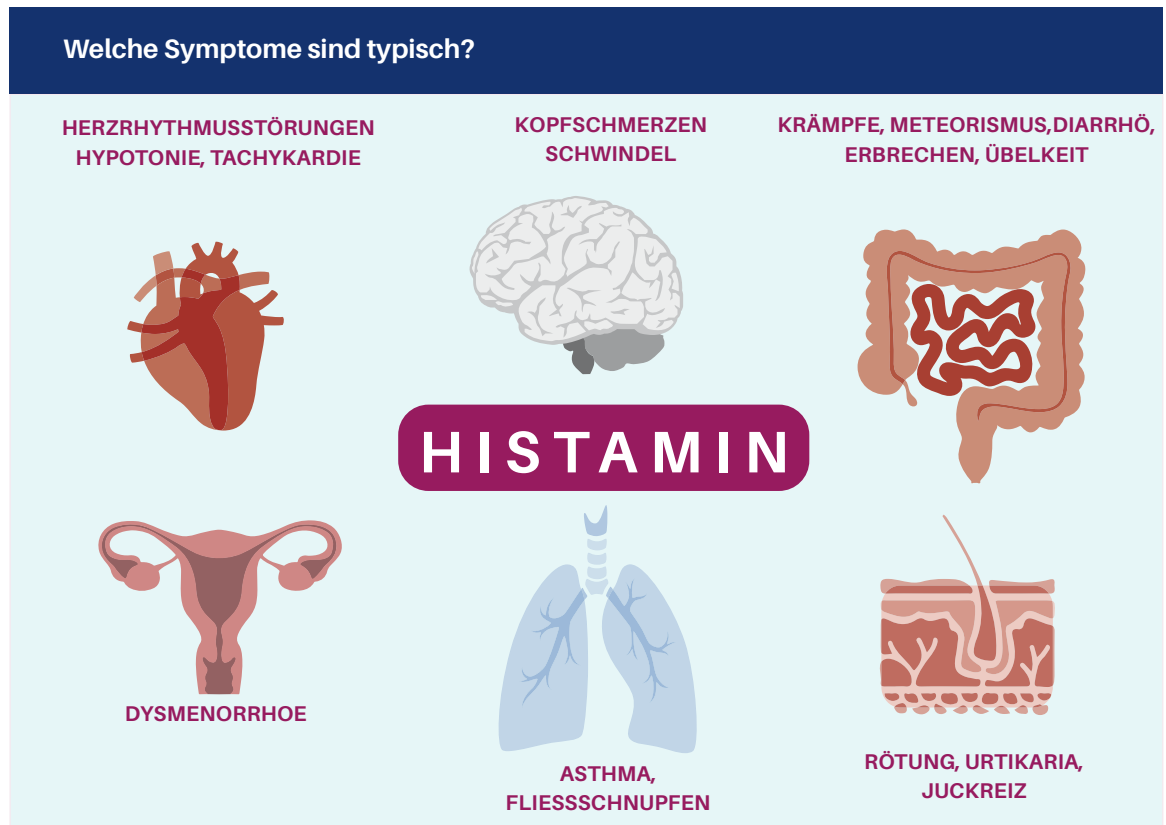 Welche Symptome sind typisch?
HERZRHYTHMUSSTÖRUNGEN
HYPOTONIE, TACHYKARDIE
KOPFSCHMERZEN
SCHWINDEL
KRÄMPFE, METEORISMUS,DIARRHÖ,
ERBRECHEN, ÜBELKEIT
HISTAMIN
DYSMENORRHOE
ASTHMA,
FLIESSSCHNUPFEN
RÖTUNG, URTIKARIA,
JUCKREIZ